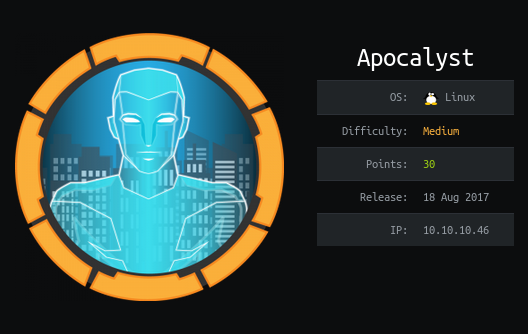 Apocalyst
OS: Linux
Difficulty: Medium
Points: 30
Release: 18 Aug 2017
IP: 10.10.10.46